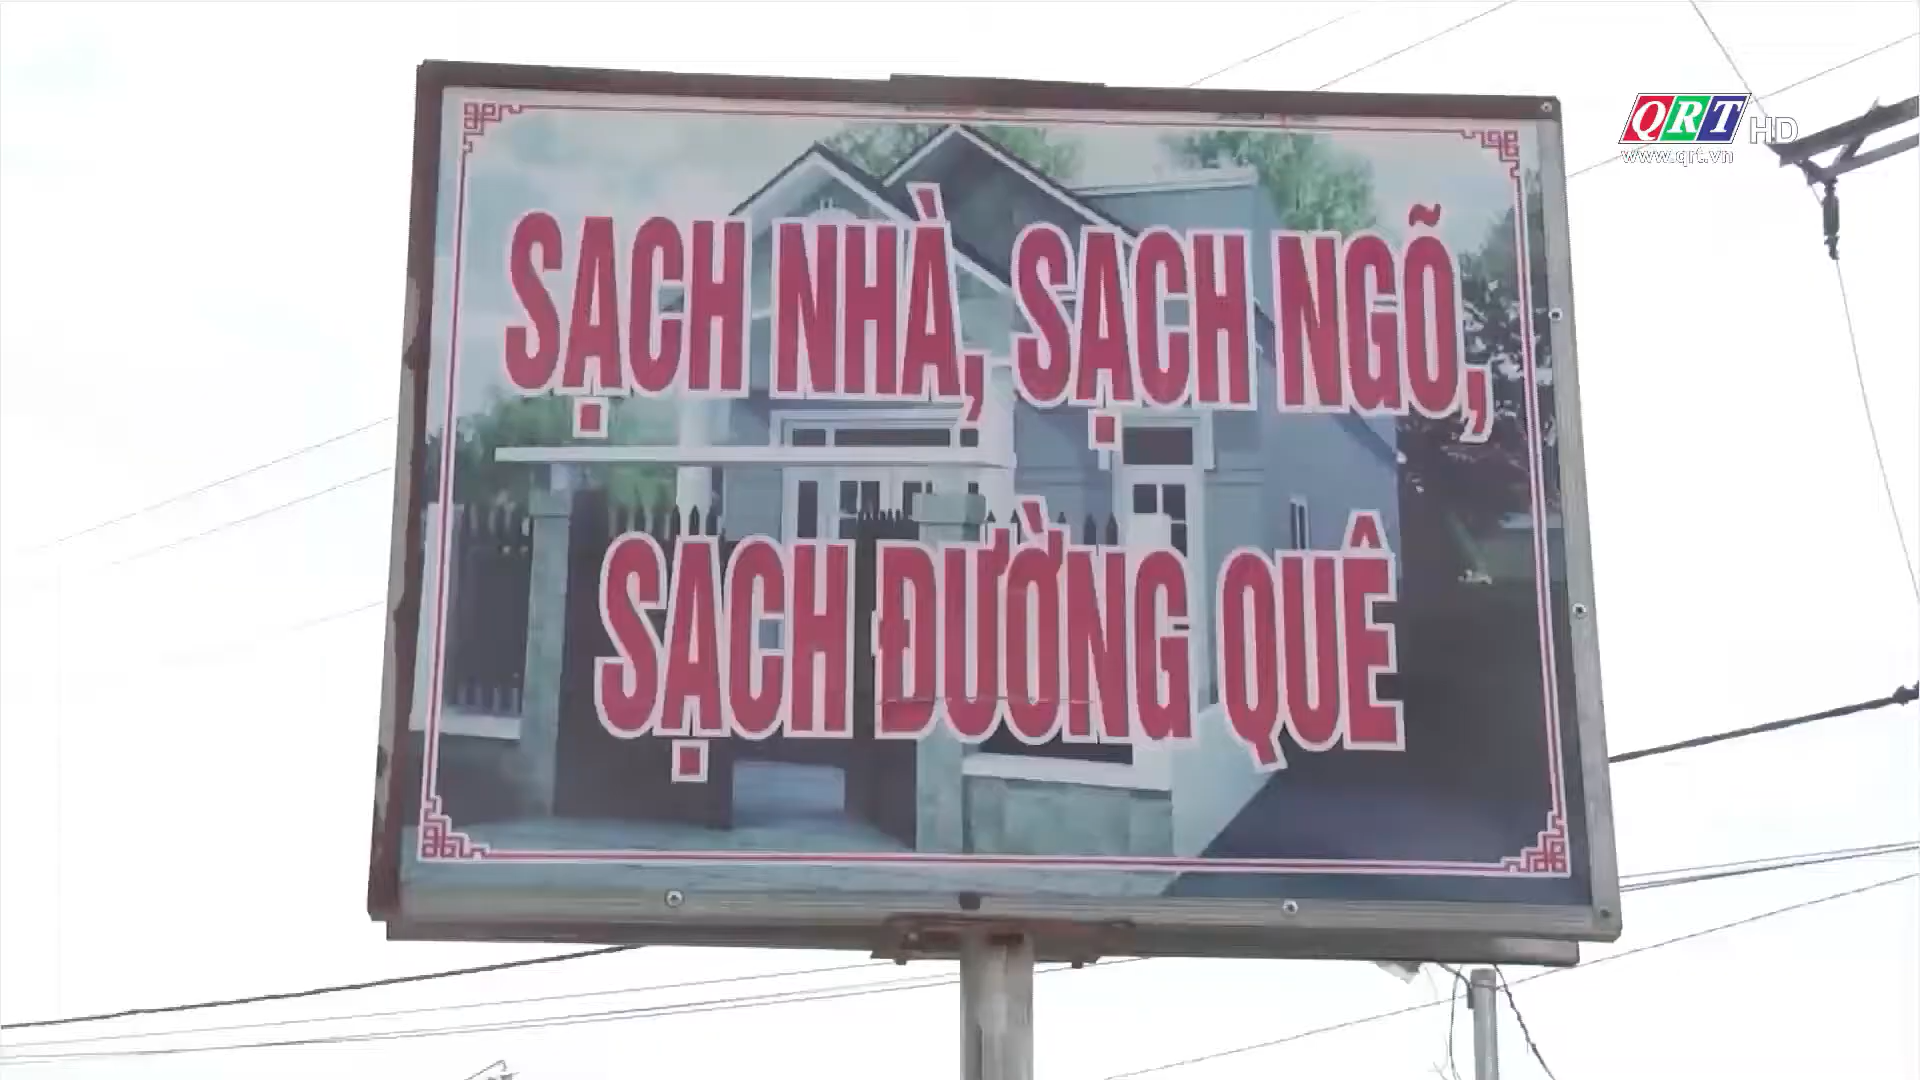 QRT HD
www.qrt.vn
SẠCH NHÀ, SẠCH NGÕ,
SẠCH ĐƯỜNG QUÊ